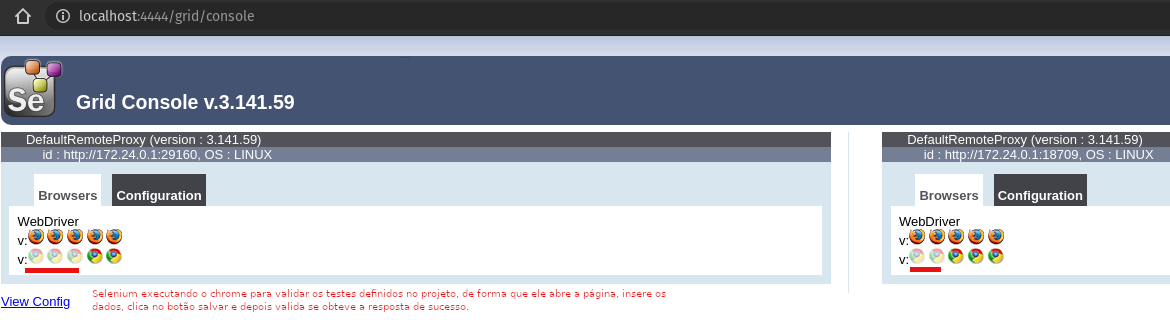 localhost:4444/grid/console
Se
Grid Console v.3.141.59
DefaultRemoteProxy (version : 3.141.59)
id : http://172.24.0.1:29160, OS : LINUX
Browsers
Configuration
WebDriver
v:
v:
DefaultRemoteProxy (version : 3.141.59)
id : http://172.24.0.1:18709, OS : LINUX
Browsers
Configuration
WebDriver
v:
v:
View Config
Selenium executando o chrome para validar os testes definidos no projeto, de forma que ele abre a página, insere os
dados, clica no botão salvar e depois valida se obteve a resposta de sucesso.